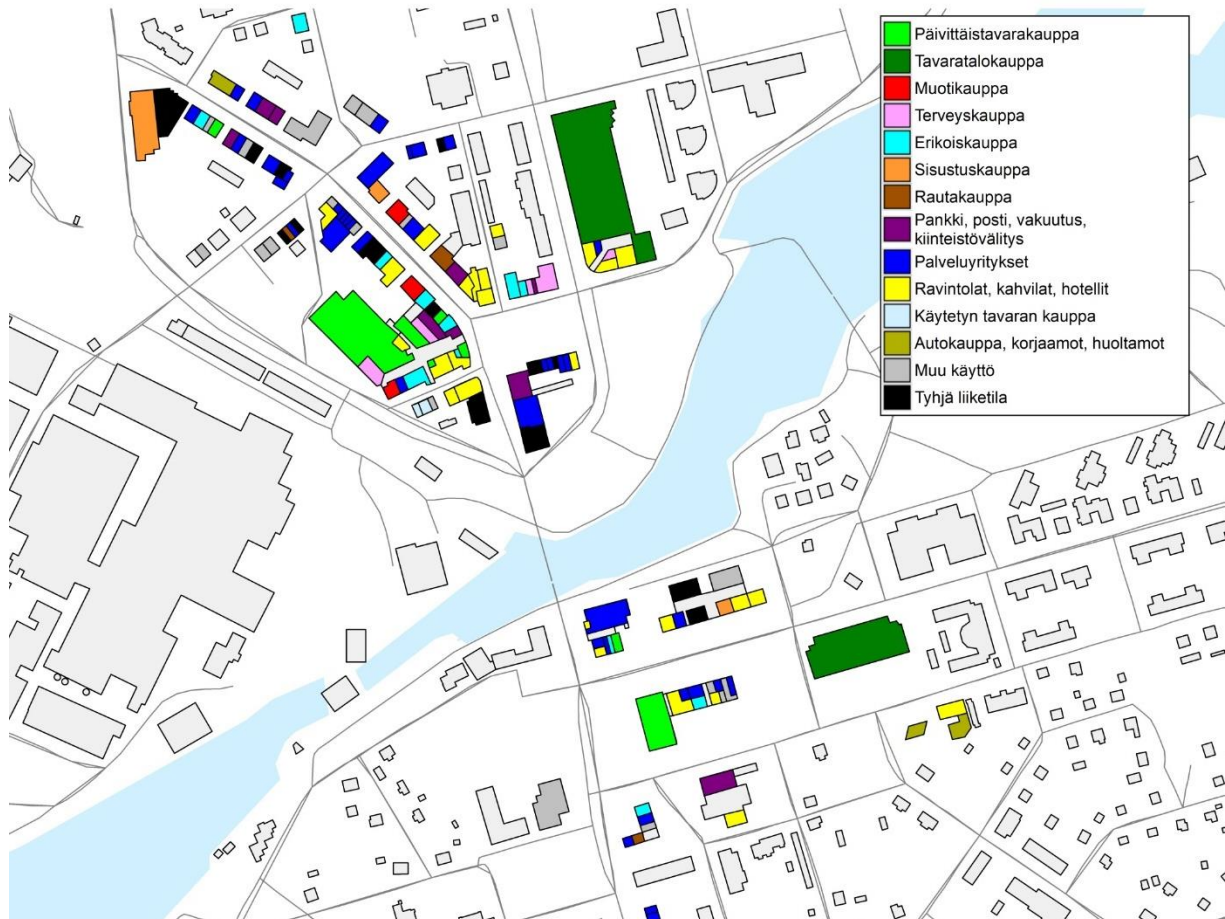 Päivittäistavarakauppa
Tavaratalokauppa
Muotikauppa
Terveyskauppa
Erikoiskauppa
Sisustuskauppa
Rautakauppa
Pankki, posti, vakuutus,
kiinteistövälitys
Palveluyritykset
Ravintolat, kahvilat, hotellit
Käytetyn tavaran kauppa
Autokauppa, korjaamot, huoltamot
Muu käyttö
Tyhjä liiketila